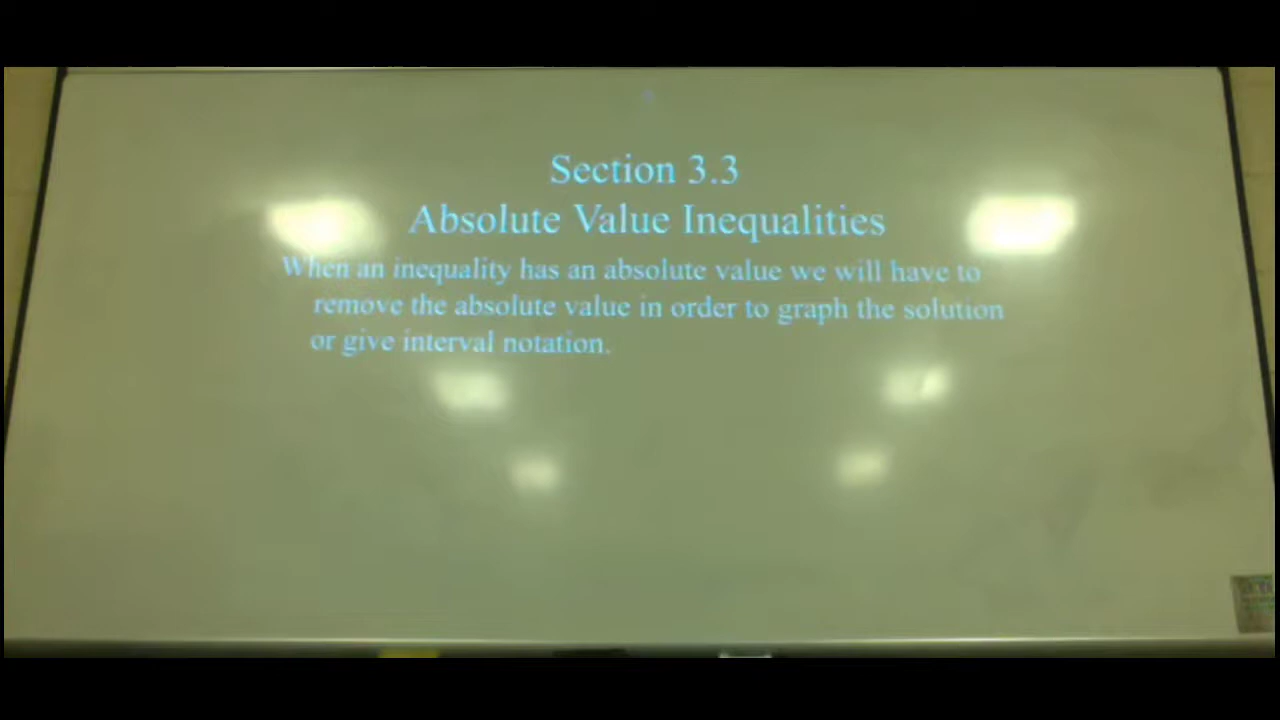 Section 3.3
Absolute Value Inequalities
When an inequality has an absolute value we will have to
remove the absolute value in order to graph the solution
or give interval notation.